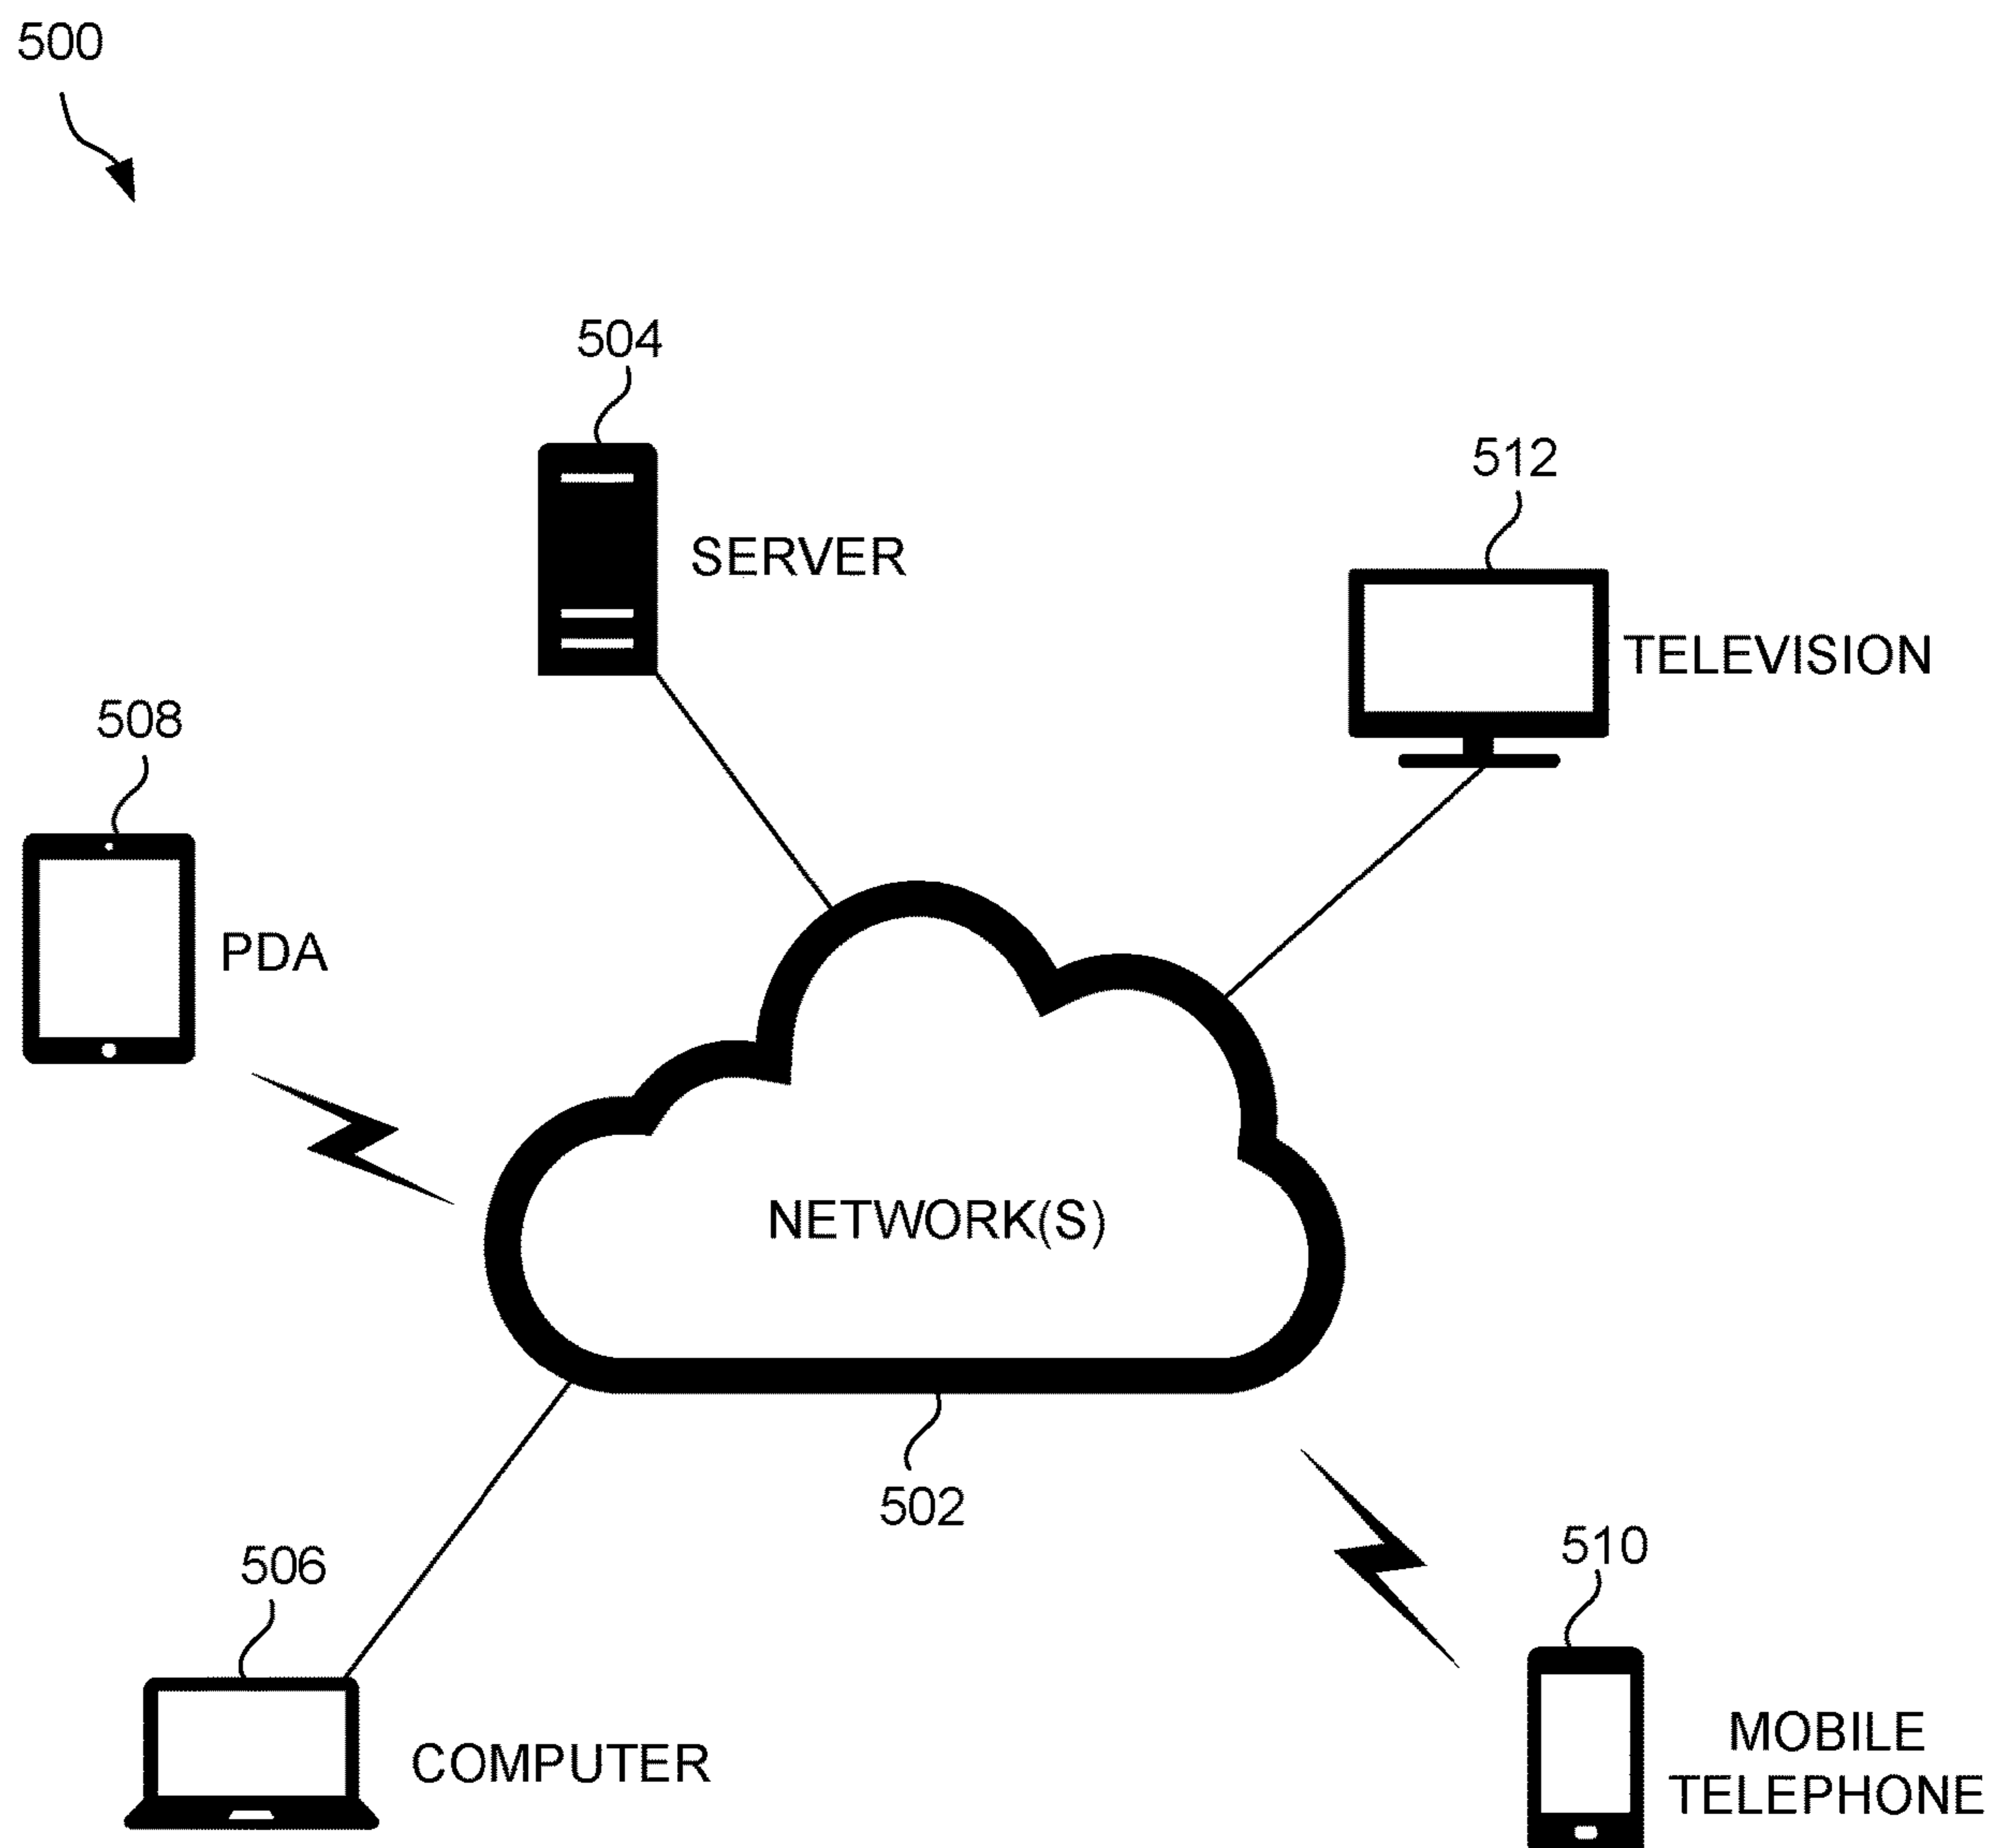 500
504
512
SERVER
TELEVISION
508
PDA
NETWORK(S)
502
510
506
MOBILE
TELEPHONE
COMPUTER